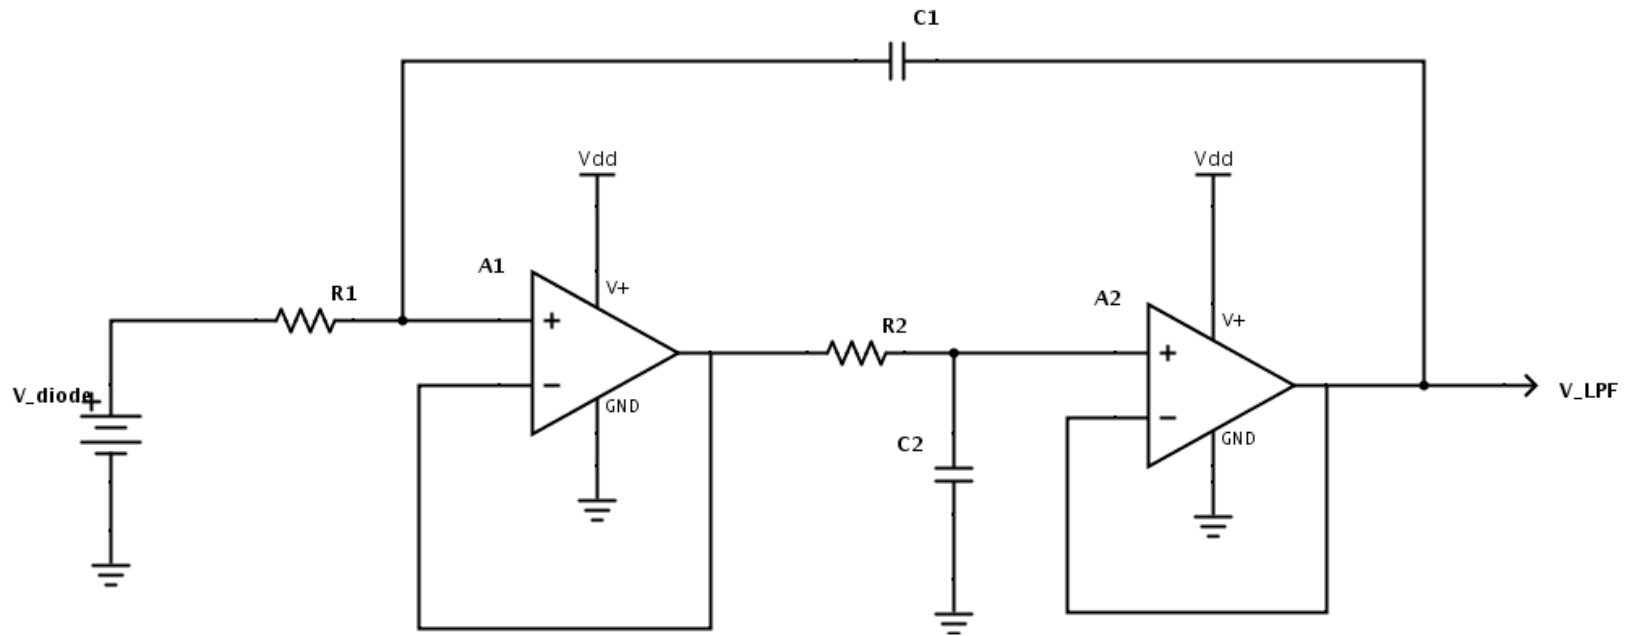 C1
Vdd
Vdd
A1
V+
R1
A2
V+
R2
+
+
V_diode
+
−
−
V_LPF
GND
GND
C2